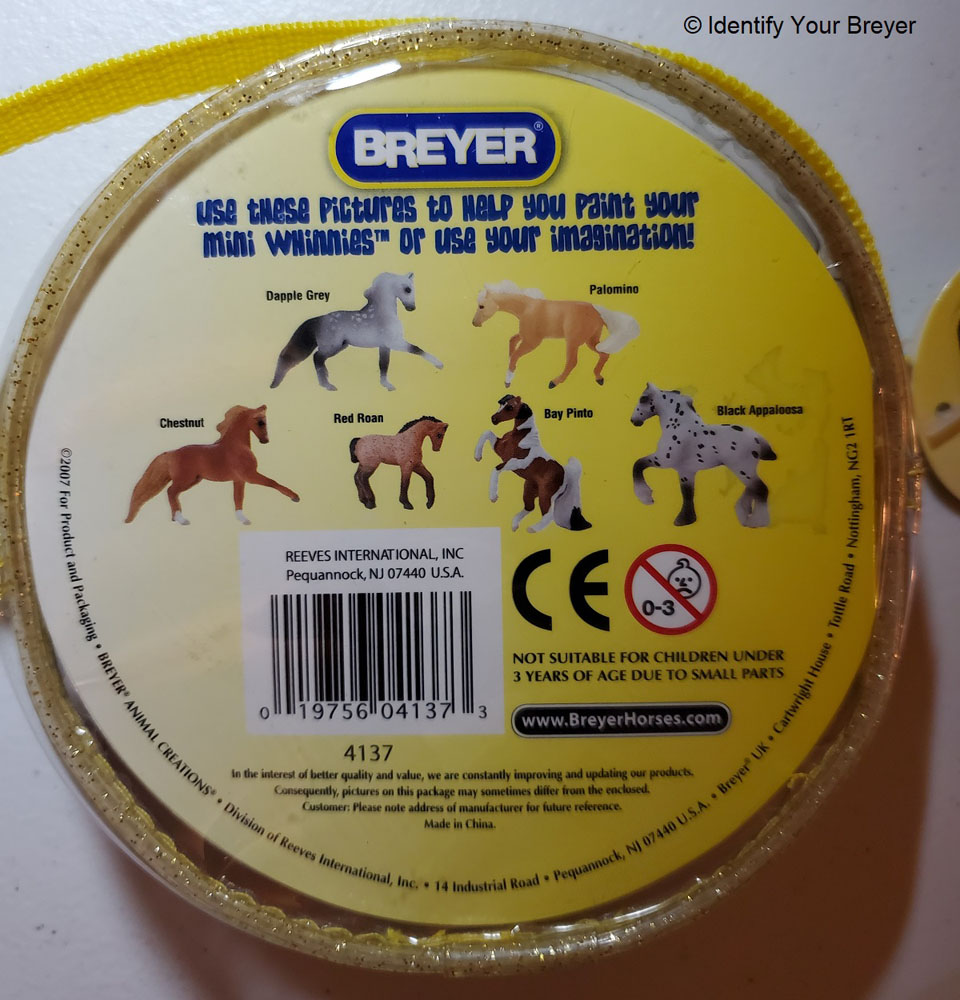 © Identify Your Breyer
BREYER®
Use these pictures to help you paint your
mini Whinnies™ or use your imagination!
Dapple Grey
Palomino
Chestnut
Red Roan
Bay Pinto
Black Appaloosa
REEVES INTERNATIONAL, INC
Pequannock, NJ 07440 U.S.A.
0 19756 04137 3
4137
CE
0-3
NOT SUITABLE FOR CHILDREN UNDER
3 YEARS OF AGE DUE TO SMALL PARTS
www.BreyerHorses.com
In the interest of better quality and value, we are constantly improving and updating our products.
Consequently, pictures on this package may sometimes differ from the enclosed.
Customer: Please note address of manufacturer for future reference.
Made in China.
©2007 For Product and Packaging • BREYER® ANIMAL CREATIONS® • Division of Reeves International, Inc. • 14 Industrial Road • Pequannock, NJ 07440 U.S.A. • Breyer® UK • Cartwright House • Tottle Road • Nottingham, NG2 1RT